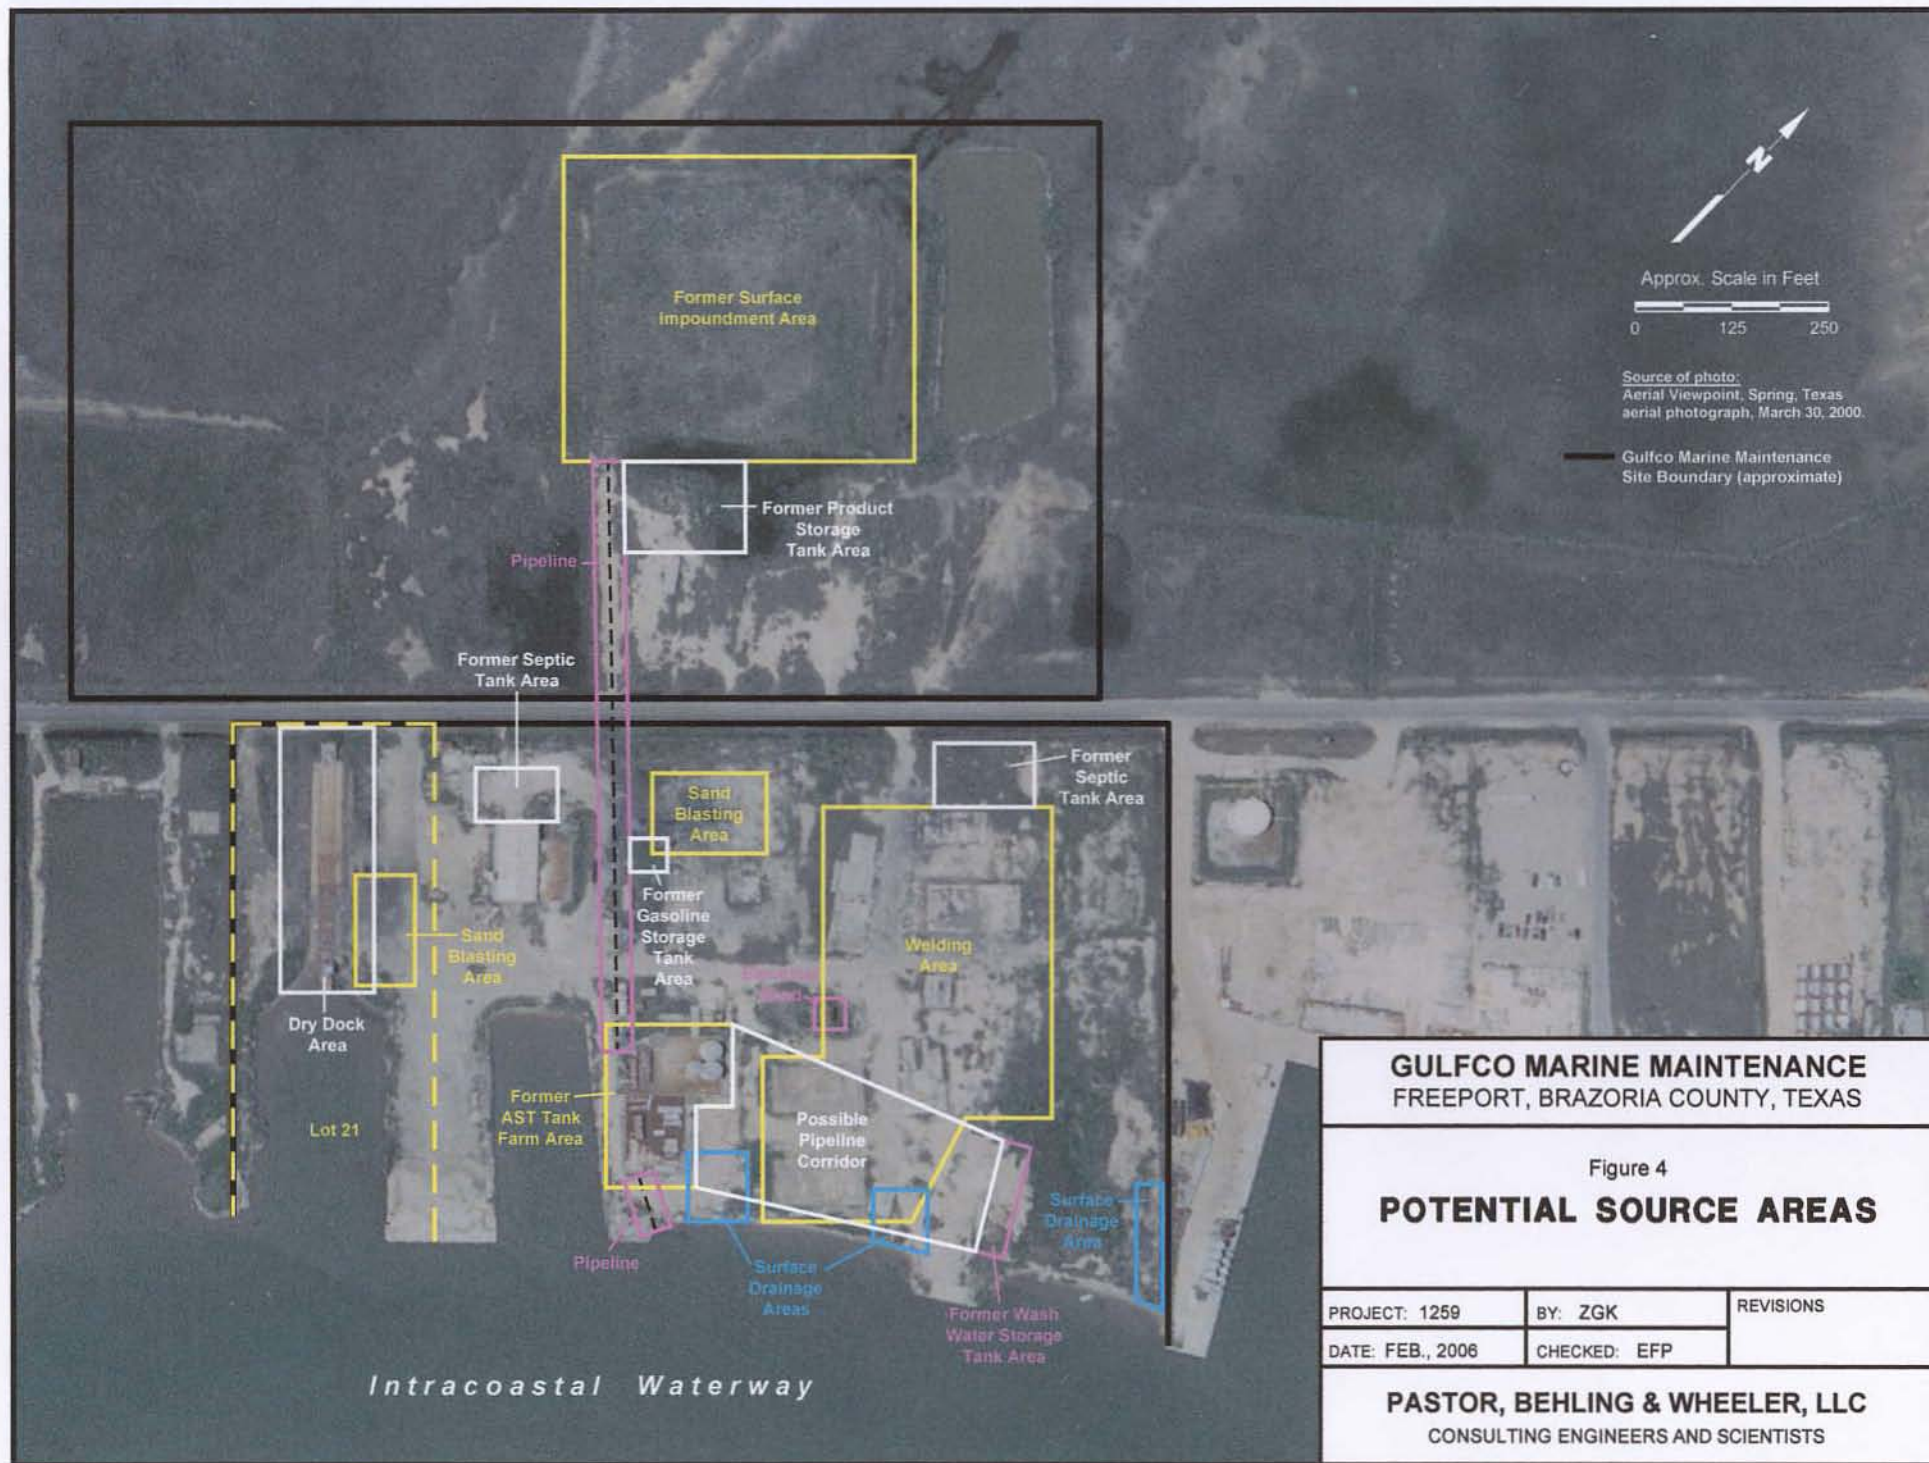 N
Approx. Scale in Feet
0 125 250
Source of photo:
Aerial Viewpoint, Spring, Texas
aerial photograph, March 30, 2000.
Gulfco Marine Maintenance
Site Boundary (approximate)
Former Surface
Impoundment Area
Former Product
Storage
Tank Area
Pipeline
Former Septic
Tank Area
Former
Septic
Tank Area
Sand
Blasting
Area
Former
Gasoline
Storage
Tank
Area
Sand
Blasting
Area
Welding
Area
Dry Dock
Area
Lot 21
Former
AST Tank
Farm Area
Possible
Pipeline
Corridor
Surface
Drainage
Area
Pipeline
Surface
Drainage
Areas
Former Wash
Water Storage
Tank Area
Intracoastal Waterway
GULFCO MARINE MAINTENANCE
FREEPORT, BRAZORIA COUNTY, TEXAS
Figure 4
POTENTIAL SOURCE AREAS
PROJECT: 1259
BY: ZGK
REVISIONS
DATE: FEB., 2006
CHECKED: EFP
PASTOR, BEHLING & WHEELER, LLC
CONSULTING ENGINEERS AND SCIENTISTS